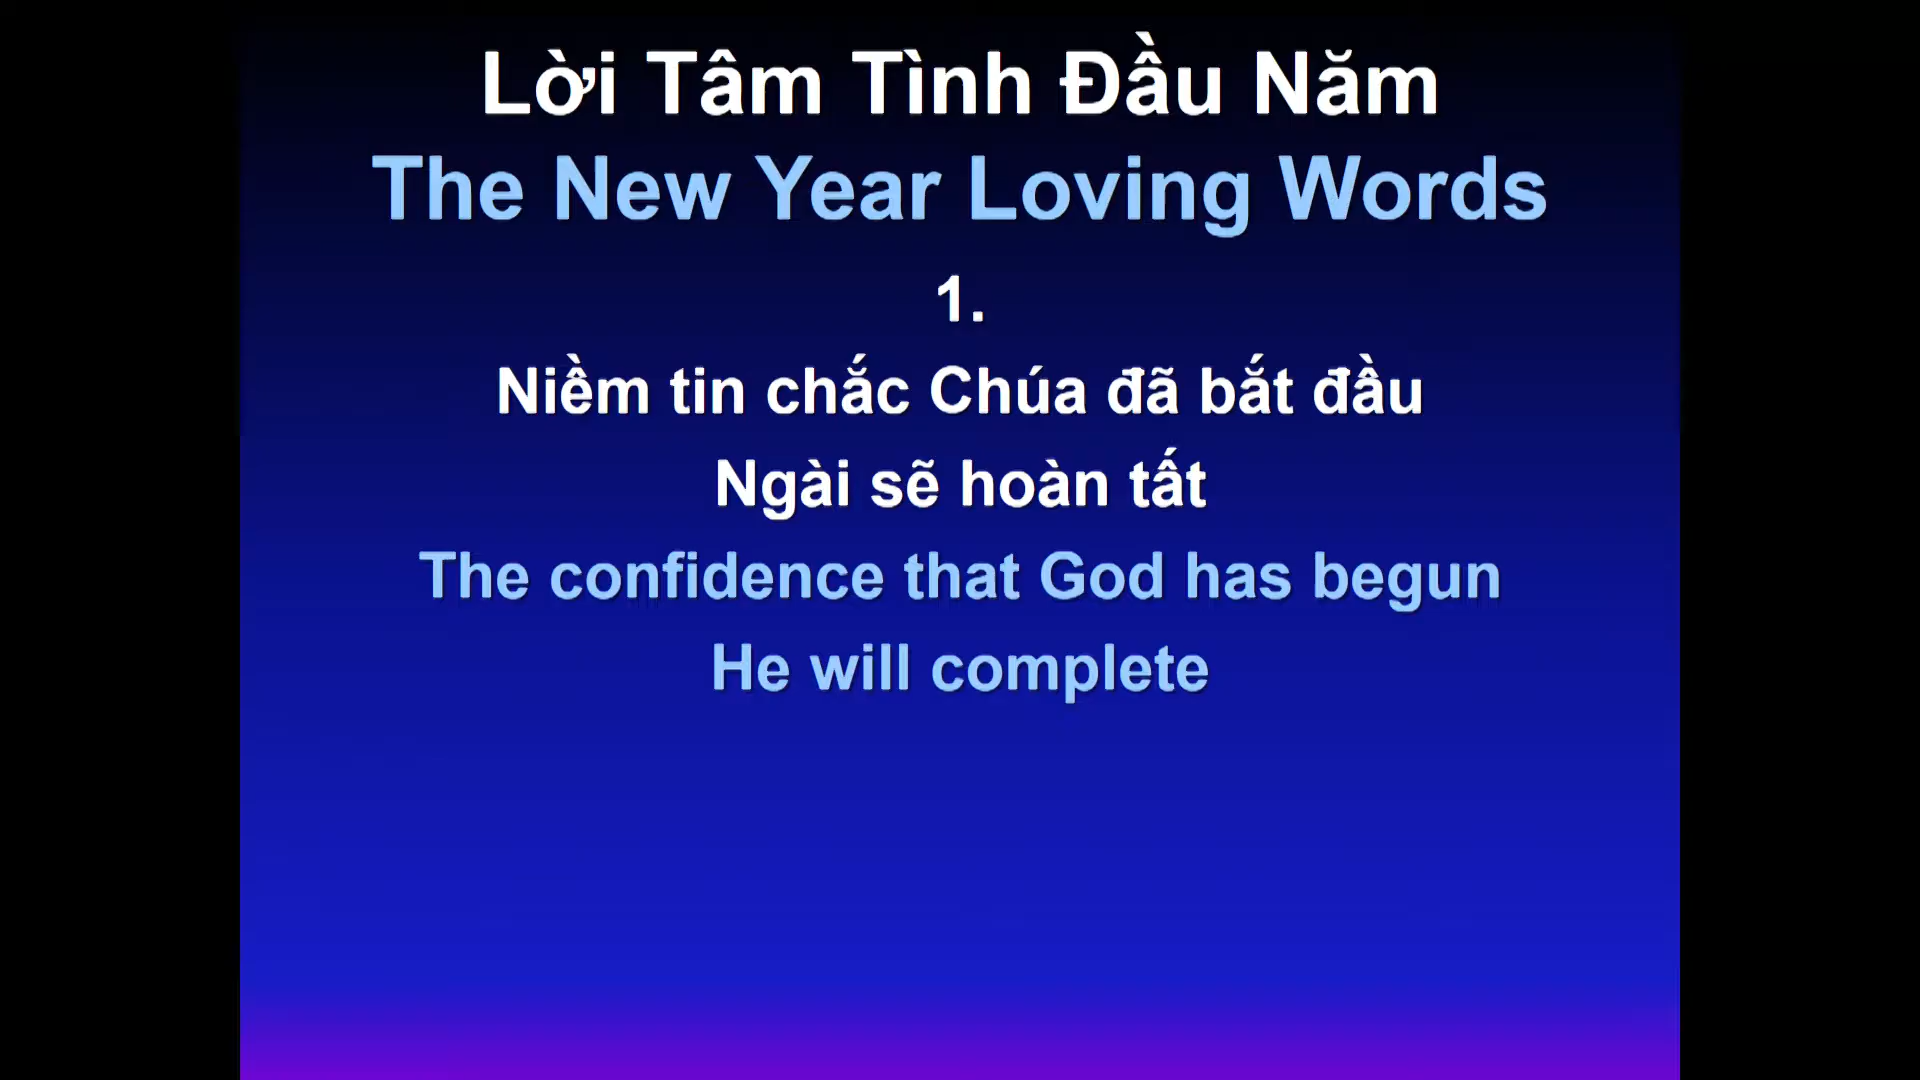 Lời Tâm Tình Đầu Năm
The New Year Loving Words
1.
Niềm tin chắc Chúa đã bắt đầu
Ngài sẽ hoàn tất
The confidence that God has begun
He will complete